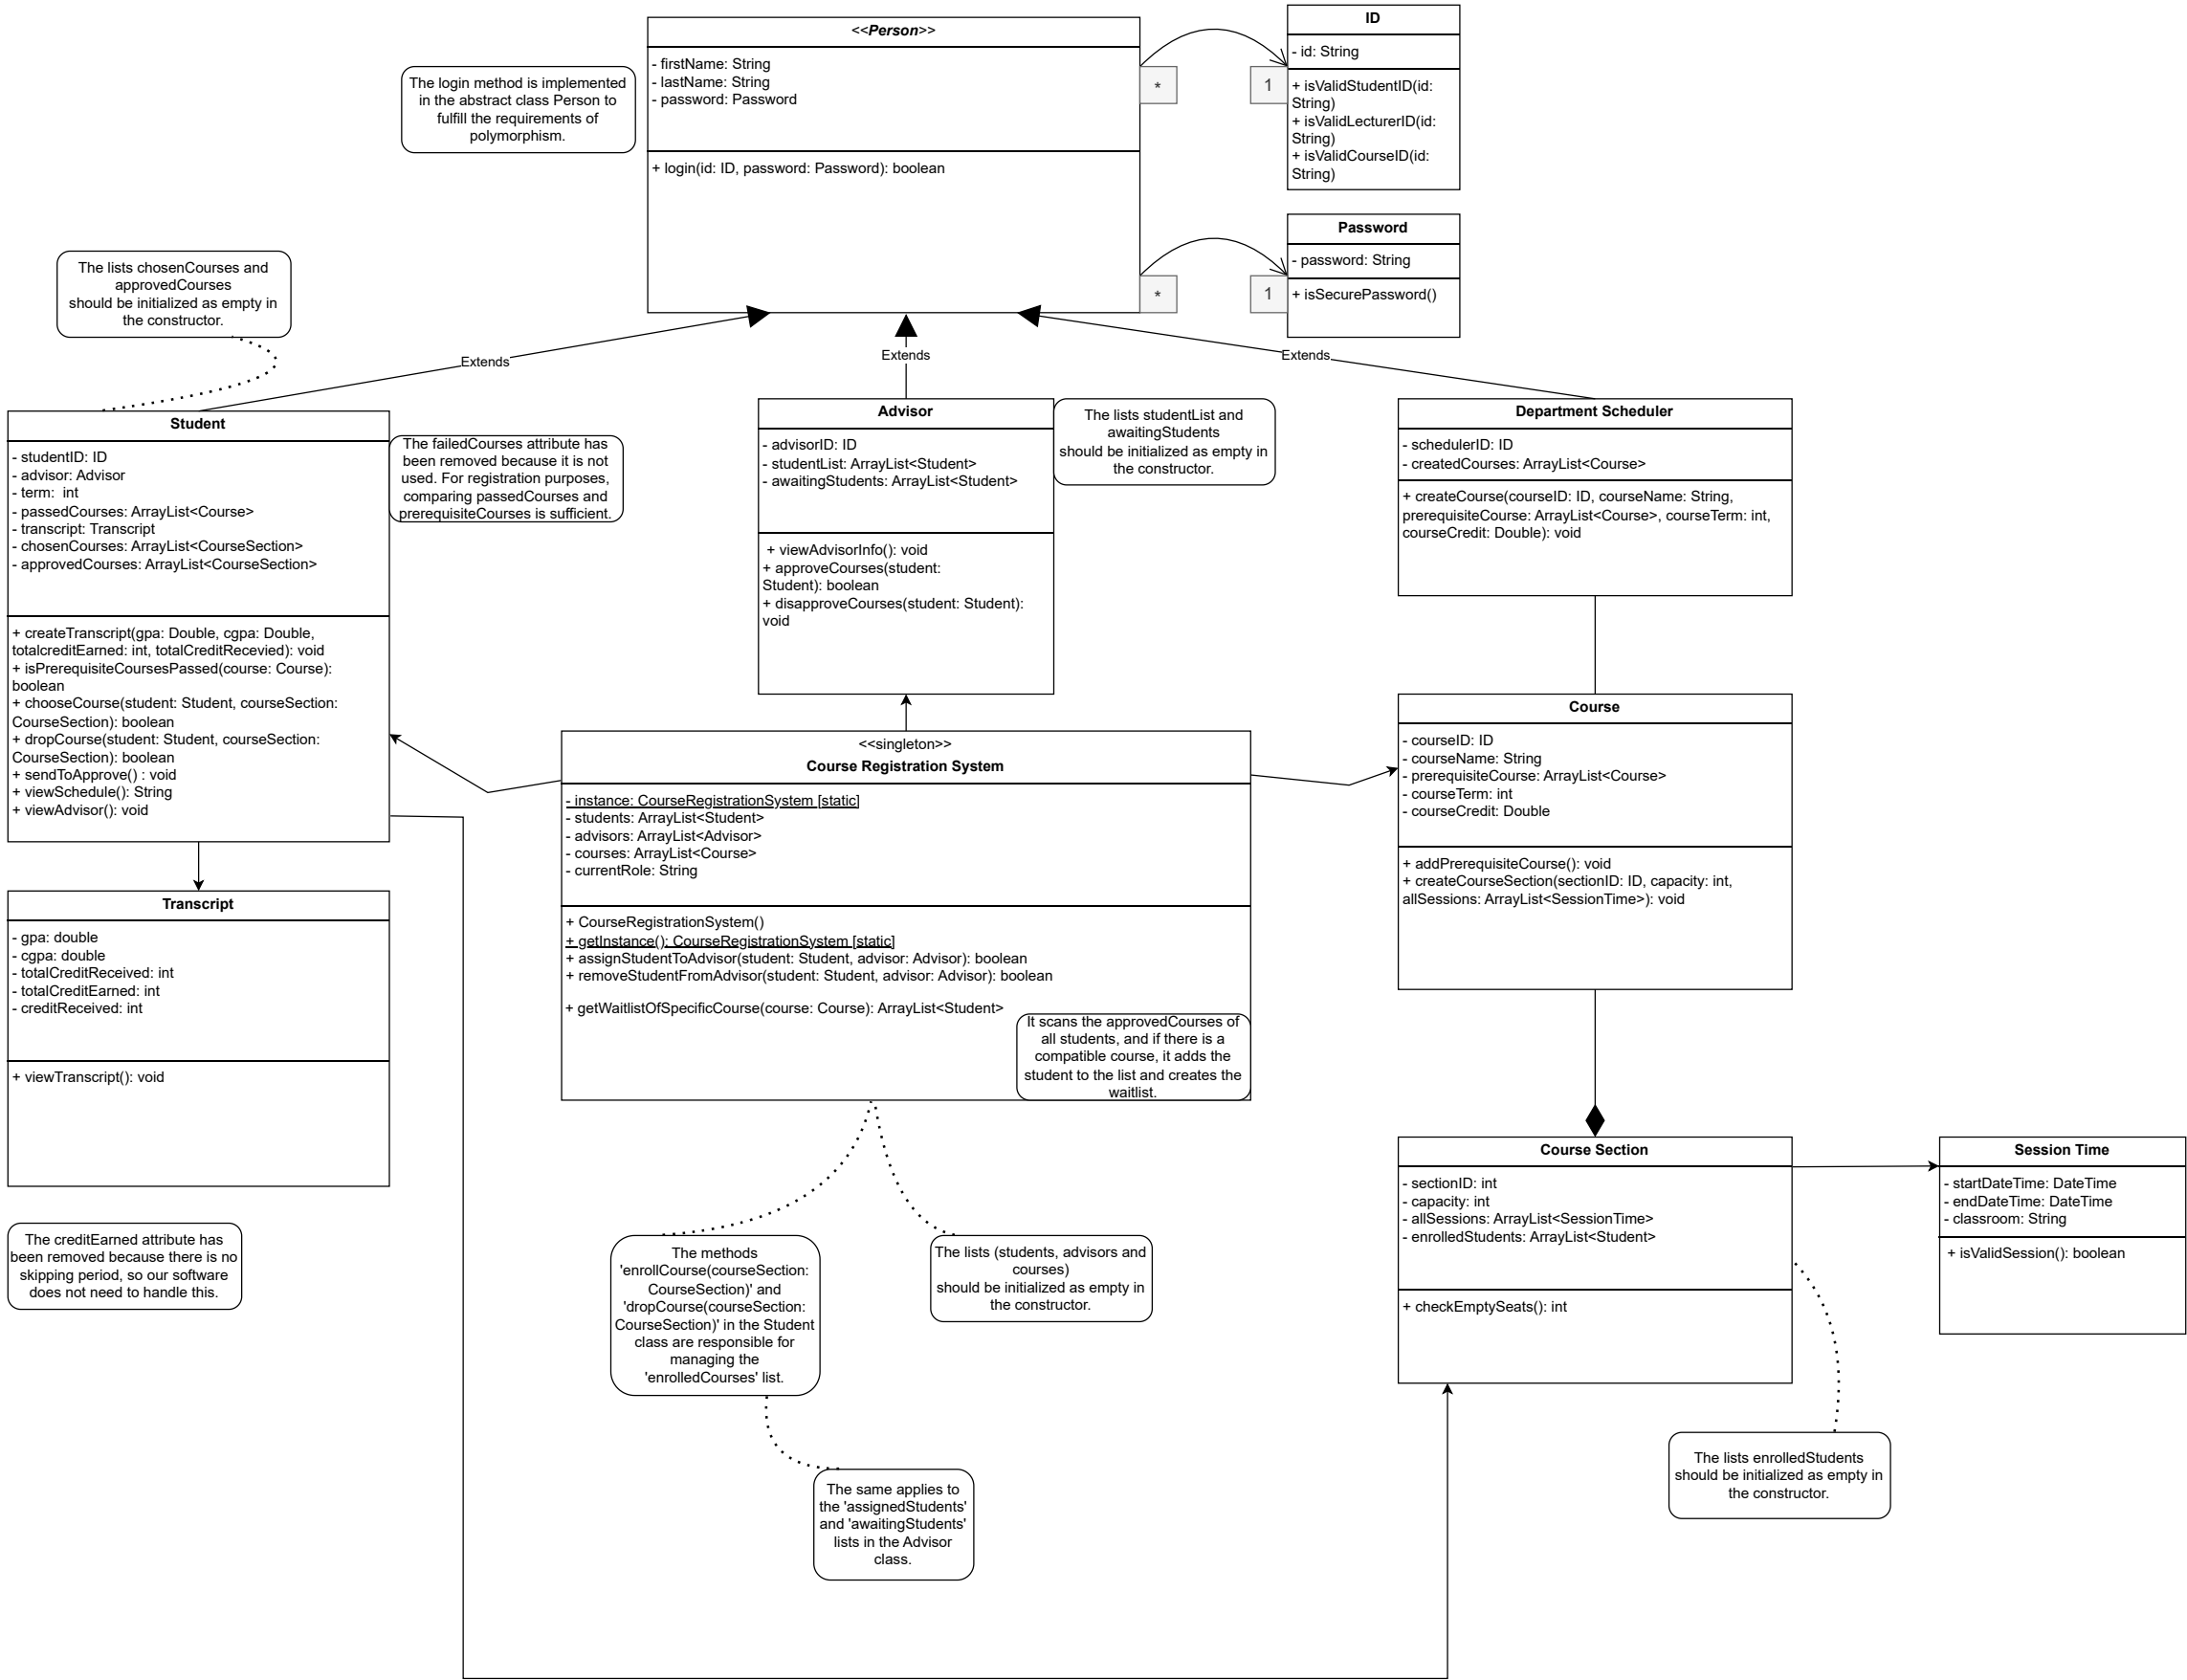 <<Person>>
- firstName: String
- lastName: String
- password: Password
+ login(id: ID, password: Password): boolean
The login method is implemented
in the abstract class Person to
fulfill the requirements of
polymorphism.
*
1
ID
- id: String
+ isValidStudentID(id:
String)
+ isValidLecturerID(id:
String)
+ isValidCourseID(id:
String)
*
1
Password
- password: String
+ isSecurePassword()
The lists chosenCourses and
approvedCourses
should be initialized as empty in
the constructor.
Extends
Extends
Extends
Student
- studentID: ID
- advisor: Advisor
- term:  int
- passedCourses: ArrayList<Course>
- transcript: Transcript
- chosenCourses: ArrayList<CourseSection>
- approvedCourses: ArrayList<CourseSection>
+ createTranscript(gpa: Double, cgpa: Double,
totalcreditEarned: int, totalCreditRecevied): void
+ isPrerequisiteCoursesPassed(course: Course):
boolean
+ chooseCourse(student: Student, courseSection:
CourseSection): boolean
+ dropCourse(student: Student, courseSection:
CourseSection): boolean
+ sendToApprove() : void
+ viewSchedule(): String
+ viewAdvisor(): void
The failedCourses attribute has
been removed because it is not
used. For registration purposes,
comparing passedCourses and
prerequisiteCourses is sufficient.
Advisor
- advisorID: ID
- studentList: ArrayList<Student>
- awaitingStudents: ArrayList<Student>
+ viewAdvisorInfo(): void
+ approveCourses(student:
Student): boolean
+ disapproveCourses(student: Student):
void
The lists studentList and
awaitingStudents
should be initialized as empty in
the constructor.
Department Scheduler
- schedulerID: ID
- createdCourses: ArrayList<Course>
+ createCourse(courseID: ID, courseName: String,
prerequisiteCourse: ArrayList<Course>, courseTerm: int,
courseCredit: Double): void
<<singleton>>
Course Registration System
- instance: CourseRegistrationSystem [static]
- students: ArrayList<Student>
- advisors: ArrayList<Advisor>
- courses: ArrayList<Course>
- currentRole: String
+ CourseRegistrationSystem()
+ getInstance(): CourseRegistrationSystem [static]
+ assignStudentToAdvisor(student: Student, advisor: Advisor): boolean
+ removeStudentFromAdvisor(student: Student, advisor: Advisor): boolean
+ getWaitlistOfSpecificCourse(course: Course): ArrayList<Student>
It scans the approvedCourses of
all students, and if there is a
compatible course, it adds the
student to the list and creates the
waitlist.
Course
- courseID: ID
- courseName: String
- prerequisiteCourse: ArrayList<Course>
- courseTerm: int
- courseCredit: Double
+ addPrerequisiteCourse(): void
+ createCourseSection(sectionID: ID, capacity: int,
allSessions: ArrayList<SessionTime>): void
Transcript
- gpa: double
- cgpa: double
- totalCreditReceived: int
- totalCreditEarned: int
- creditReceived: int
+ viewTranscript(): void
The creditEarned attribute has
been removed because there is no
skipping period, so our software
does not need to handle this.
The methods
'enrollCourse(courseSection:
CourseSection)' and
'dropCourse(courseSection:
CourseSection)' in the Student
class are responsible for
managing the
'enrolledCourses' list.
The lists (students, advisors and
courses)
should be initialized as empty in
the constructor.
The same applies to
the 'assignedStudents'
and 'awaitingStudents'
lists in the Advisor
class.
Course Section
- sectionID: int
- capacity: int
- allSessions: ArrayList<SessionTime>
- enrolledStudents: ArrayList<Student>
+ checkEmptySeats(): int
Session Time
- startDateTime: DateTime
- endDateTime: DateTime
- classroom: String
+ isValidSession(): boolean
The lists enrolledStudents
should be initialized as empty in
the constructor.